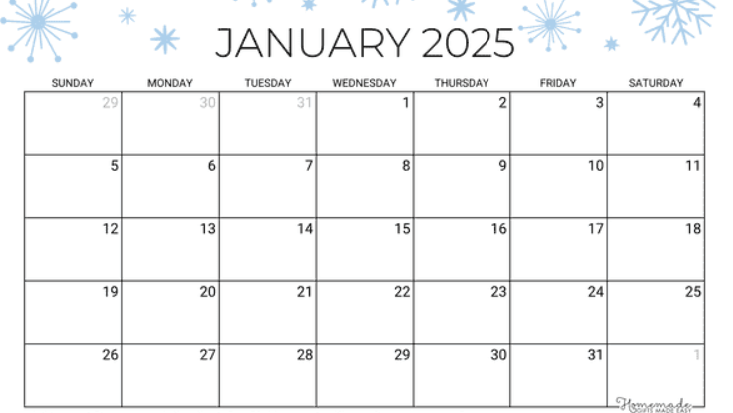 JANUARY 2025
SUNDAY MONDAY TUESDAY WEDNESDAY THURSDAY FRIDAY SATURDAY
29 30 31 1 2 3 4
5 6 7 8 9 10 11
12 13 14 15 16 17 18
19 20 21 22 23 24 25
26 27 28 29 30 31 1
Homemade
GIFTS MADE EASY